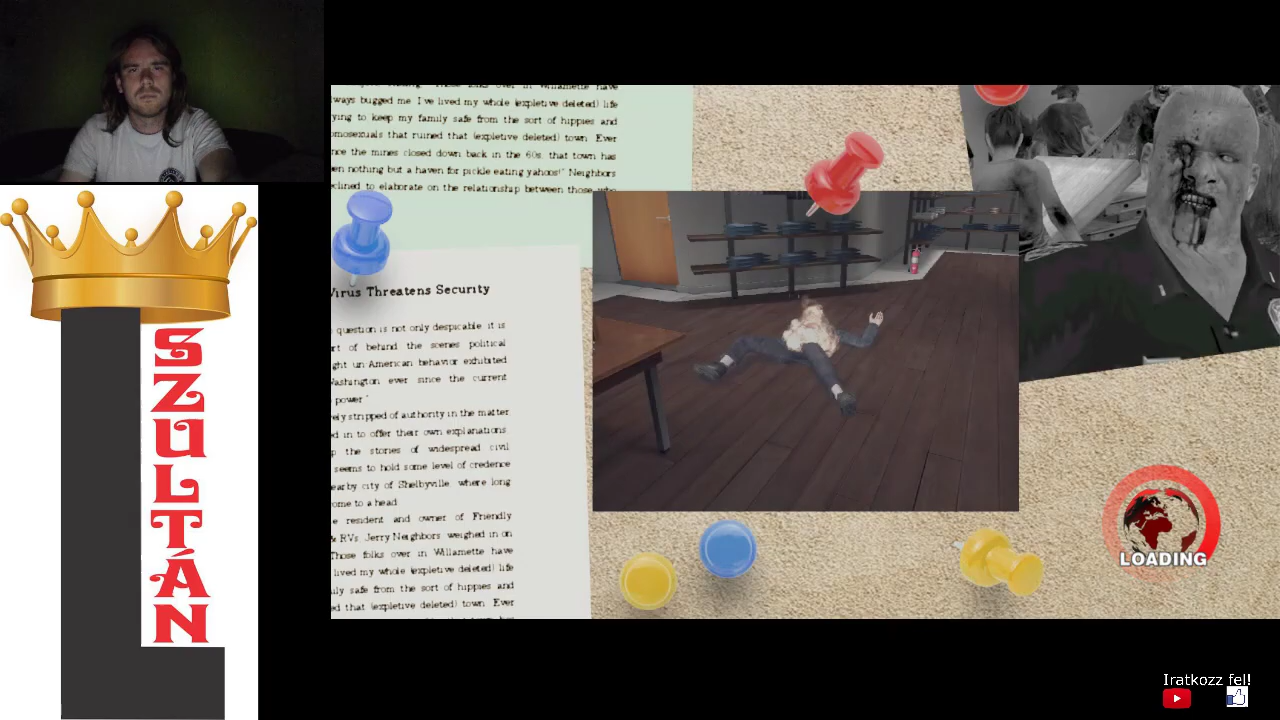 ways bugged me. I've lived my whole (expletive deleted) life
ying to keep my family safe from the sort of hippies and
omosexuals that ruined that (expletive deleted) town. Ever
nce the mines closed down back in the 60s, that town has
en nothing but a haven for pickle eating yahoos!" Neighbors
clined to elaborate on the relationship between those who
Virus Threatens Security
question is not only despicable, it is
rt of behind the scenes political
ght un-American behavior exhibited
Washington ever since the current
power."
ely stripped of authority in the matter
ed in to offer their own explanations
p the stories of widespread civil
seems to hold some level of credence
earby city of Shelbyville, where long
ome to a head.
e resident and owner of Friendly
& RVs, Jerry Neighbors weighed in on
Those folks over in Willamette have
lived my whole (expletive deleted) life
ily safe from the sort of hippies and
ed that (expletive deleted) town. Ever
LOADING
L SZULTÁN
Iratkozz fel!